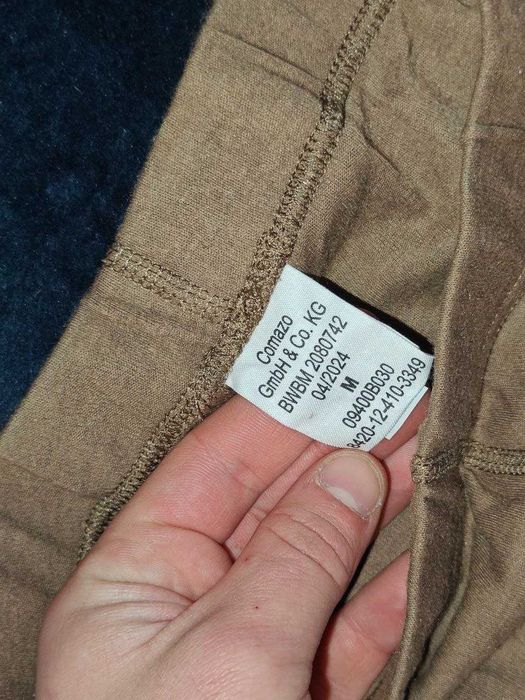 Comazo
GmbH & Co. KG
BWBM 2080742
04/2024
M
09400B030
8420-12-410-3349